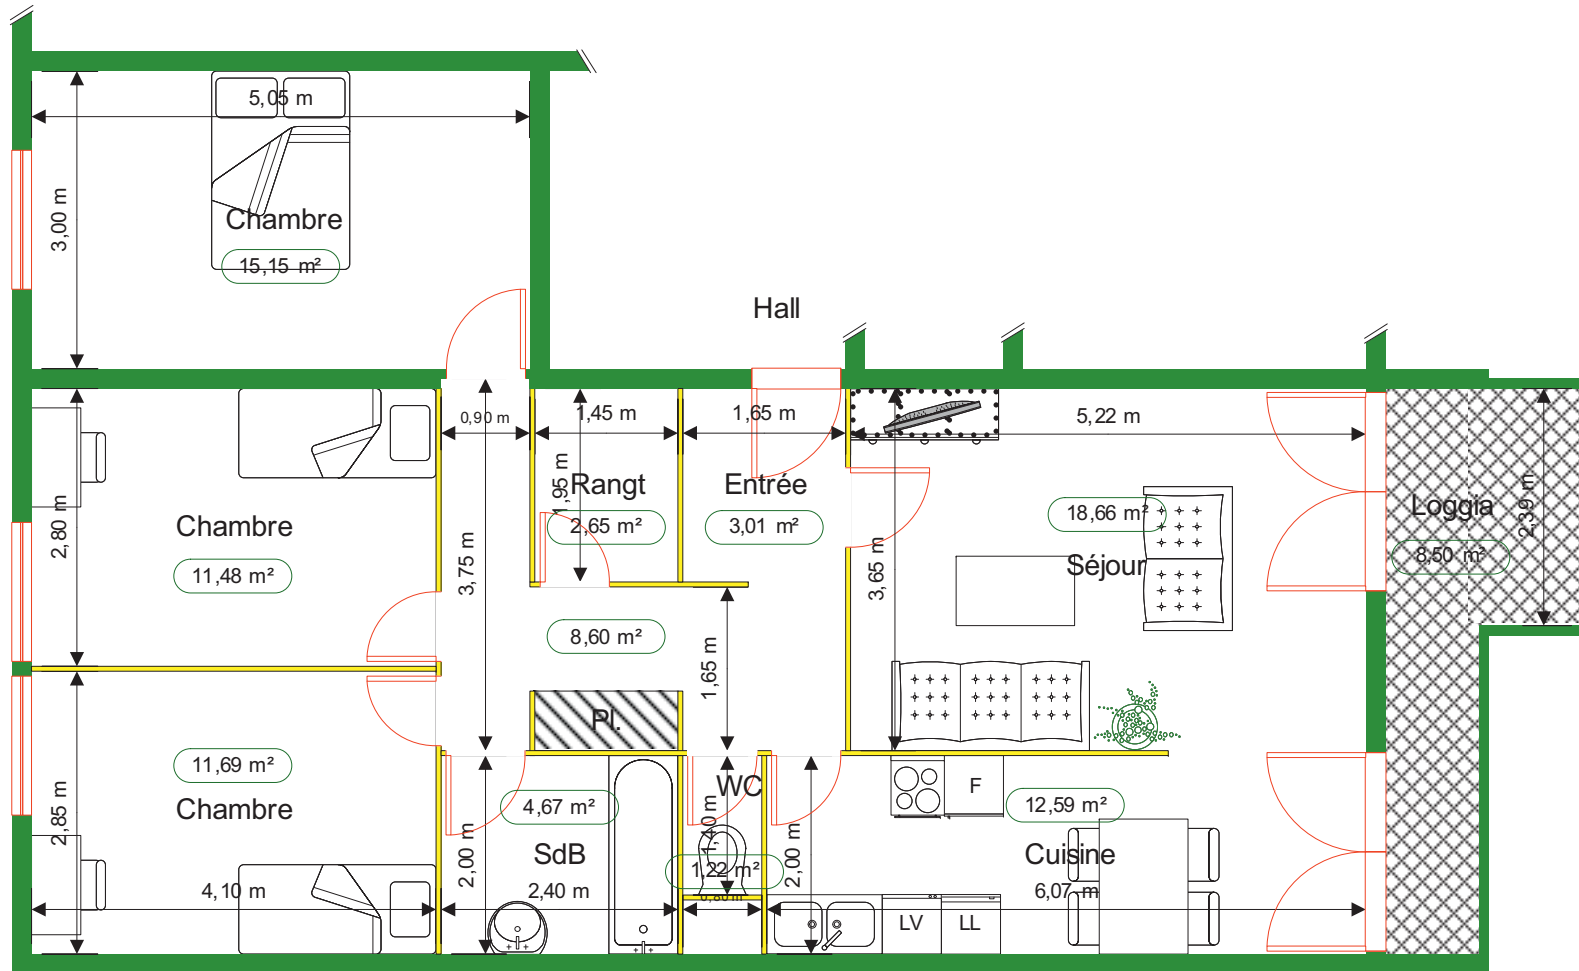 5,05 m
3,00 m
Chambre
15,15 m²
Hall
0,90 m
1,45 m
1,65 m
5,22 m
1,95 m
Rangt
2,65 m²
Entrée
3,01 m²
18,66 m²
Séjour
Loggia
8,50 m²
2,39 m
2,80 m
Chambre
11,48 m²
3,75 m
3,65 m
8,60 m²
1,65 m
Pl.
11,69 m²
Chambre
2,85 m
4,10 m
4,67 m²
SdB
2,00 m
2,40 m
WC
1,40 m
1,22 m²
0,80 m
2,00 m
F
12,59 m²
Cuisine
6,07 m
LV
LL